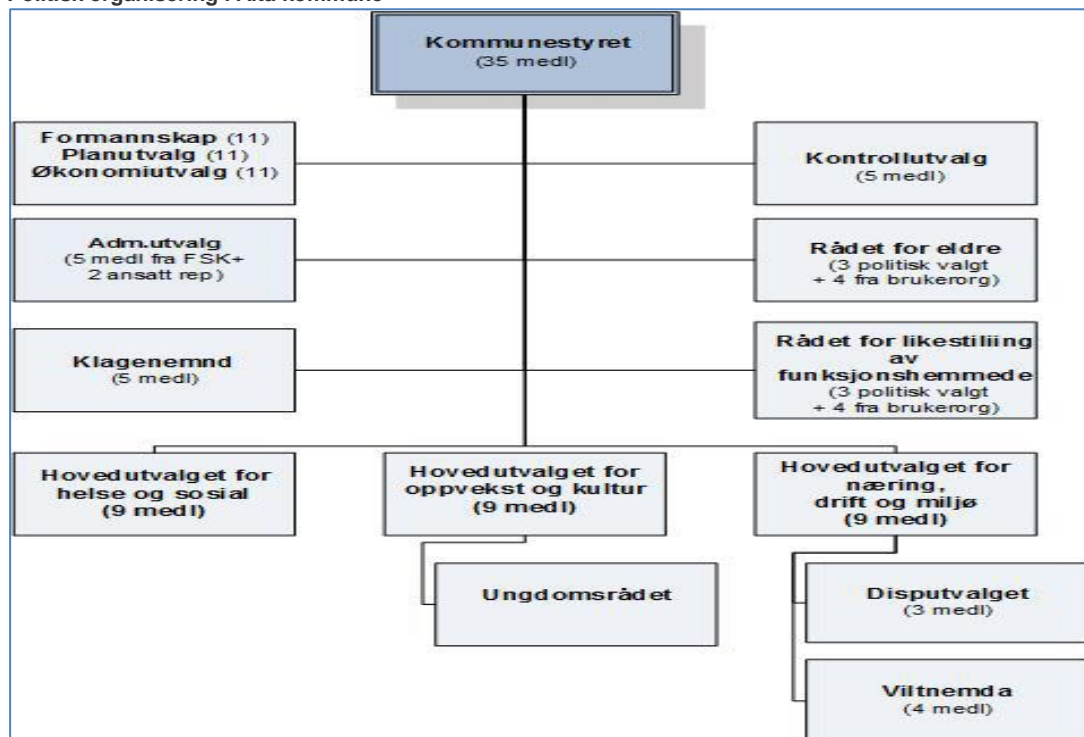 Kommunestyret
(35 medl)
Formannskap (11)
Planutvalg (11)
Økonomiutvalg (11)
Kontrollutvalg
(5 medl)
Adm.utvalg
(5 medl fra FSK+
2 ansatt rep)
Rådet for eldre
(3 politisk valgt
+ 4 fra brukerorg)
Klagenemnd
(5 medl)
Rådet for likestiliing
av
funksjonshemmede
(3 politisk valgt
+ 4 fra brukerorg)
Hovedutvalget for
helse og sosial
(9 medl)
Hovedutvalget for
oppvekst og kultur
(9 medl)
Hovedutvalget for
næring,
drift og miljø
(9 medl)
Ungdomsrådet
Disputvalget
(3 medl)
Viltnemda
(4 medl)